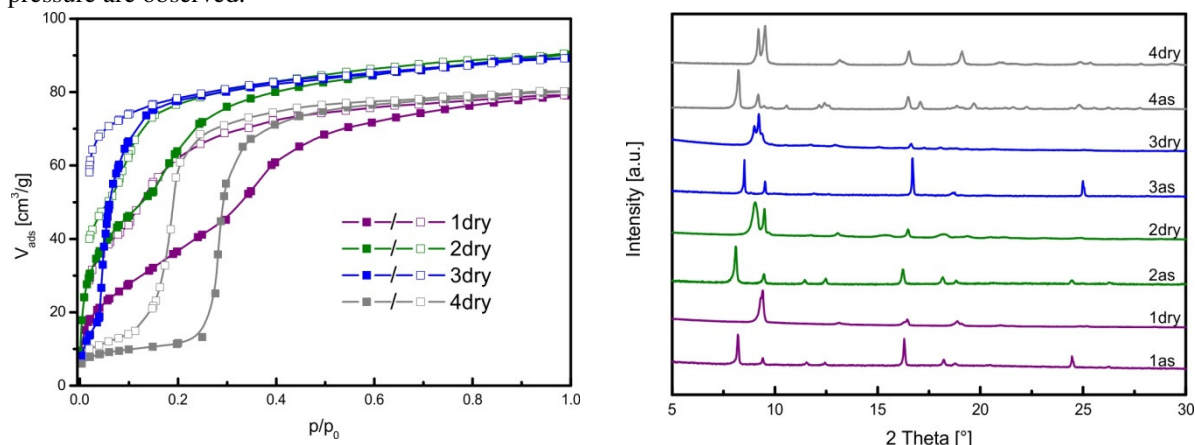 pressure are observed.
100
80
60
40
20
0
0.0 0.2 0.4 0.6 0.8 1.0
V_ads [cm³/g]
p/p₀
/ 1dry
/ 2dry
/ 3dry
/ 4dry
Intensity [a.u.]
4dry
4as
3dry
3as
2dry
2as
1dry
1as
5 10 15 20 25 30
2 Theta [°]